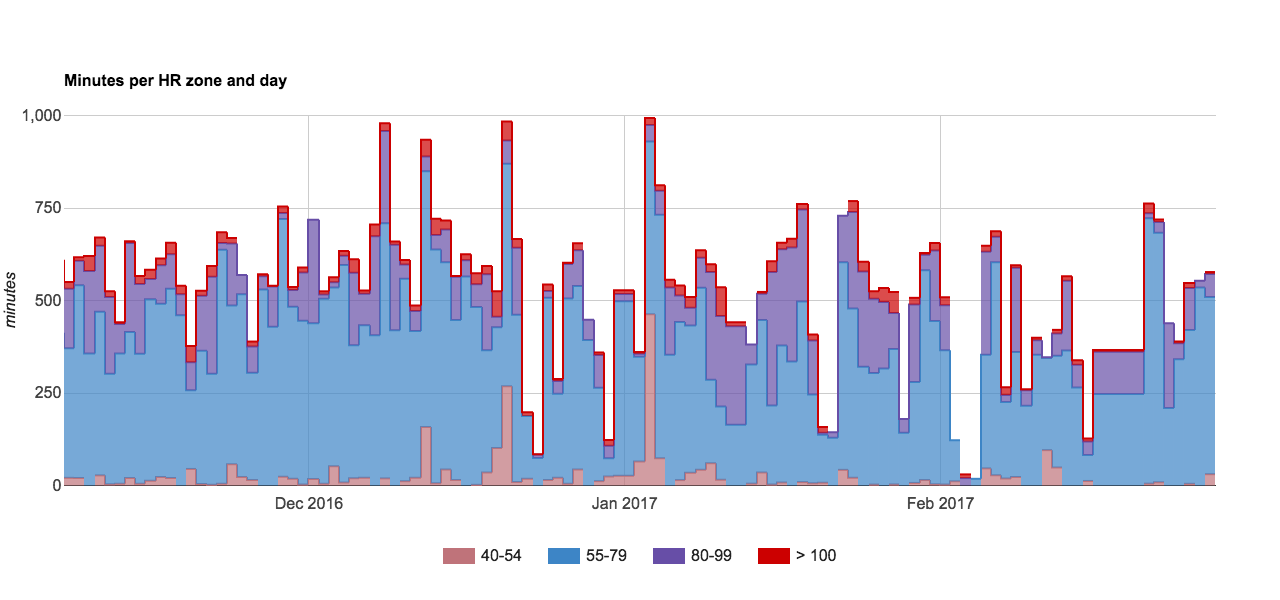 Minutes per HR zone and day
1,000
750
500
250
0
minutes
Dec 2016
Jan 2017
Feb 2017
40-54
55-79
80-99
> 100